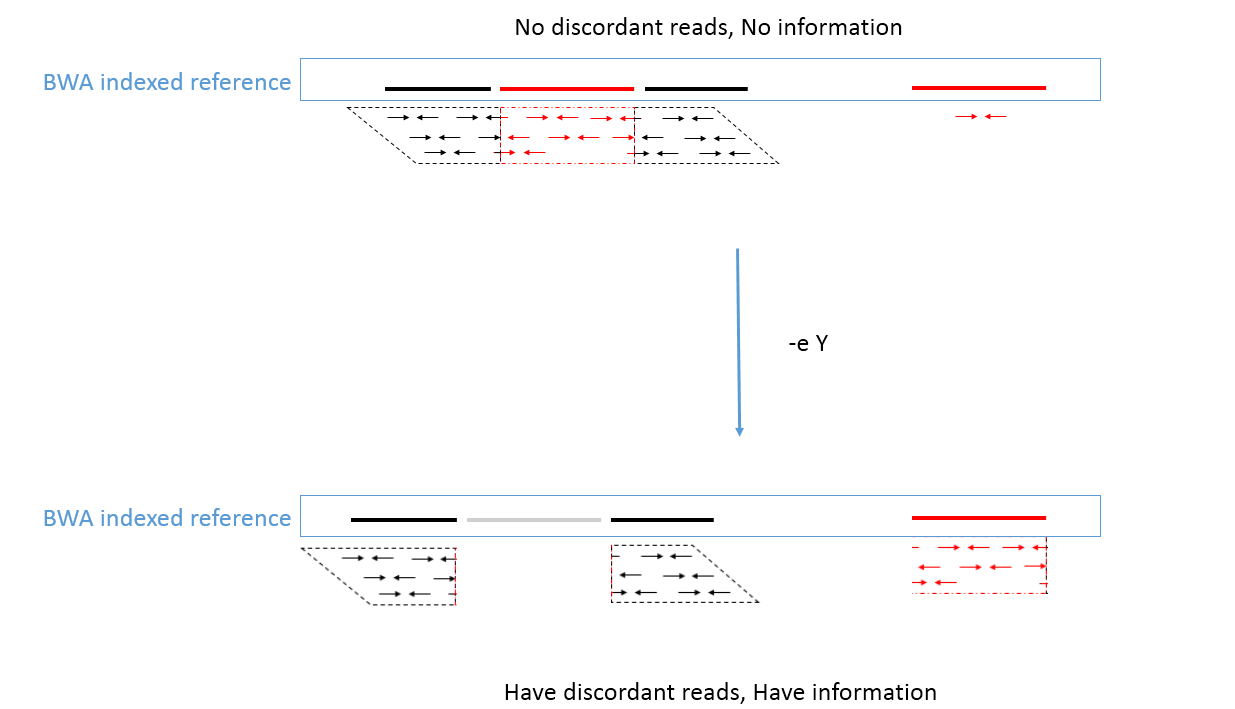 No discordant reads, No information
BWA indexed reference
-e Y
BWA indexed reference
Have discordant reads, Have information